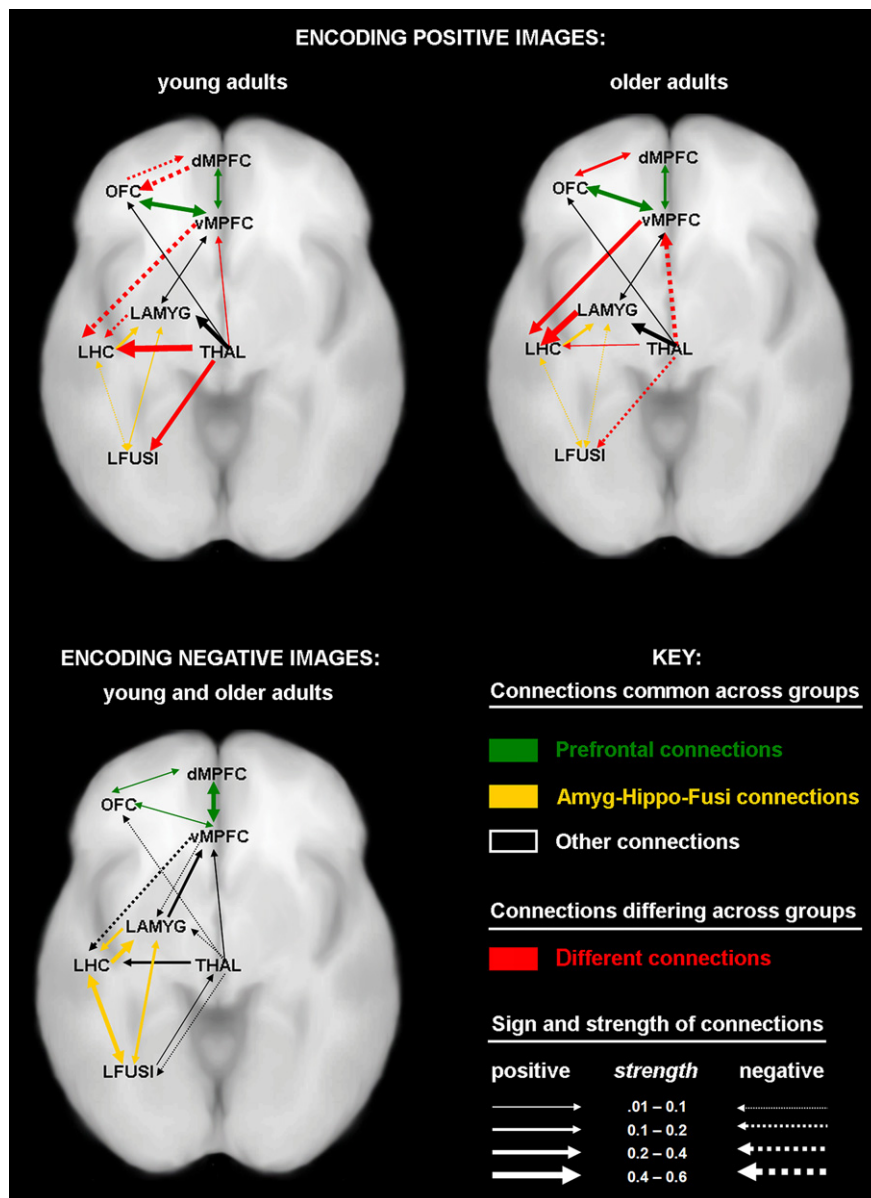 ENCODING POSITIVE IMAGES:
young adults
older adults
dMPFC
OFC
vMPFC
LAMYG
LHC
THAL
LFUSI
dMPFC
OFC
vMPFC
LAMYG
LHC
THAL
LFUSI
ENCODING NEGATIVE IMAGES:
young and older adults
dMPFC
OFC
vMPFC
LAMYG
LHC
THAL
LFUSI
KEY:
Connections common across groups
Prefrontal connections
Amyg-Hippo-Fusi connections
Other connections
Connections differing across groups
Different connections
Sign and strength of connections
positive strength negative
.01 – 0.1
0.1 – 0.2
0.2 – 0.4
0.4 – 0.6